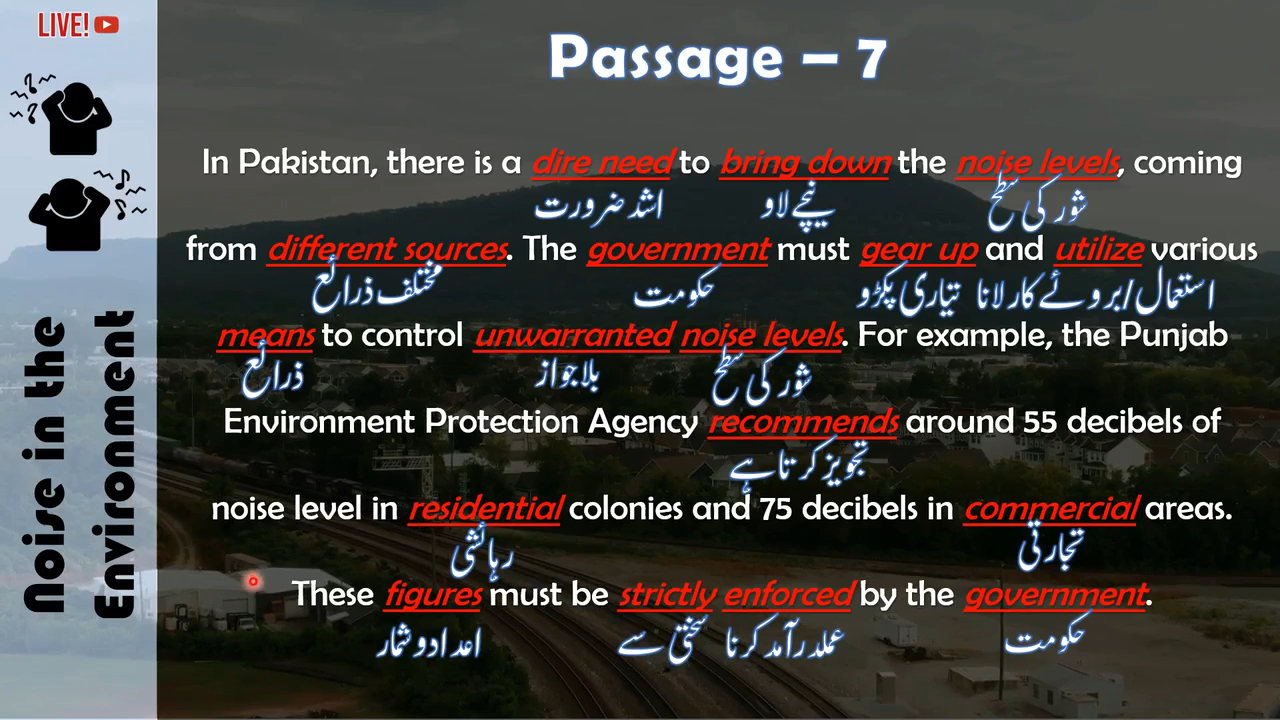 LIVE!
Noise in the
Environment
Passage – 7
In Pakistan, there is a dire need to bring down the noise levels, coming
اشد ضرورت نیچے لاو شور کی سطح
from different sources. The government must gear up and utilize various
مختلف ذرائع حکومت تیاری پکڑو استعمال/بروئے کار لانا
means to control unwarranted noise levels. For example, the Punjab
ذرائع بلا جواز شور کی سطح
Environment Protection Agency recommends around 55 decibels of
تجویز کرتا ہے
noise level in residential colonies and 75 decibels in commercial areas.
رہائشی تجارتی
These figures must be strictly enforced by the government.
اعداد و شمار سختی سے عملدرآمد کرنا حکومت